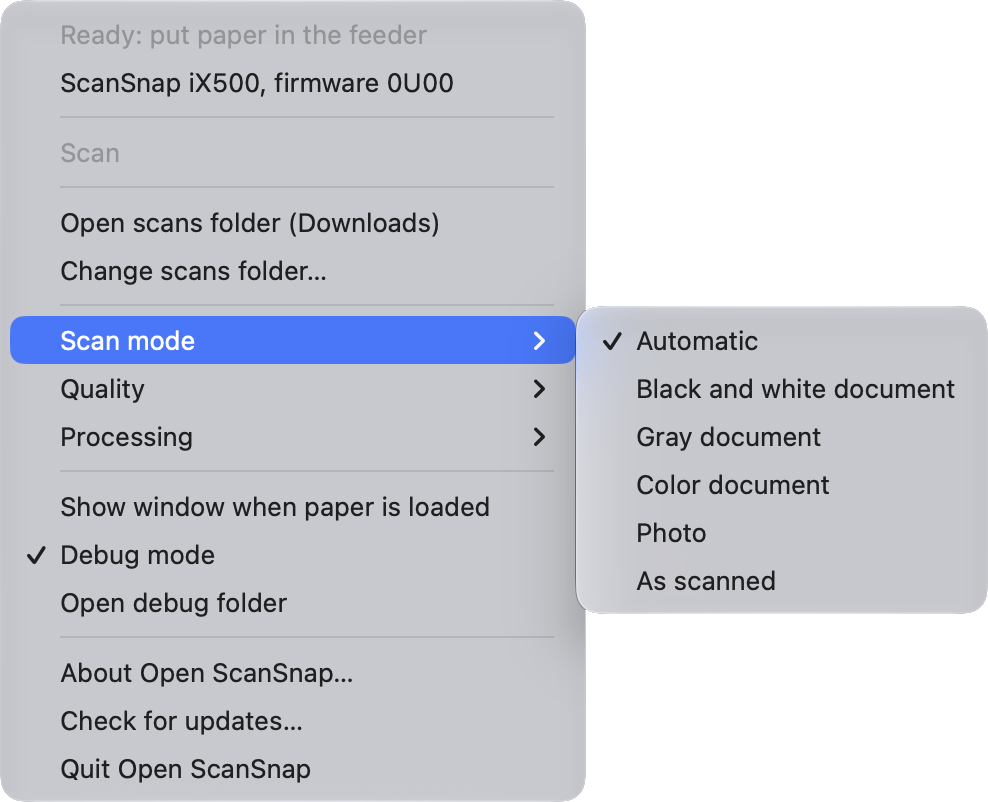 Ready: put paper in the feeder
ScanSnap iX500, firmware 0U00
Scan
Open scans folder (Downloads)
Change scans folder...
Scan mode
Quality
Processing
Show window when paper is loaded
Debug mode
Open debug folder
About Open ScanSnap...
Check for updates...
Quit Open ScanSnap
Automatic
Black and white document
Gray document
Color document
Photo
As scanned